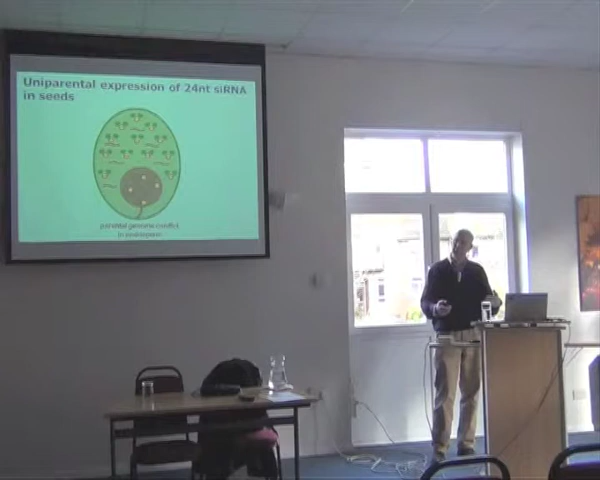 Uniparental expression of 24nt siRNA
in seeds
parental genome conflict
in endosperm